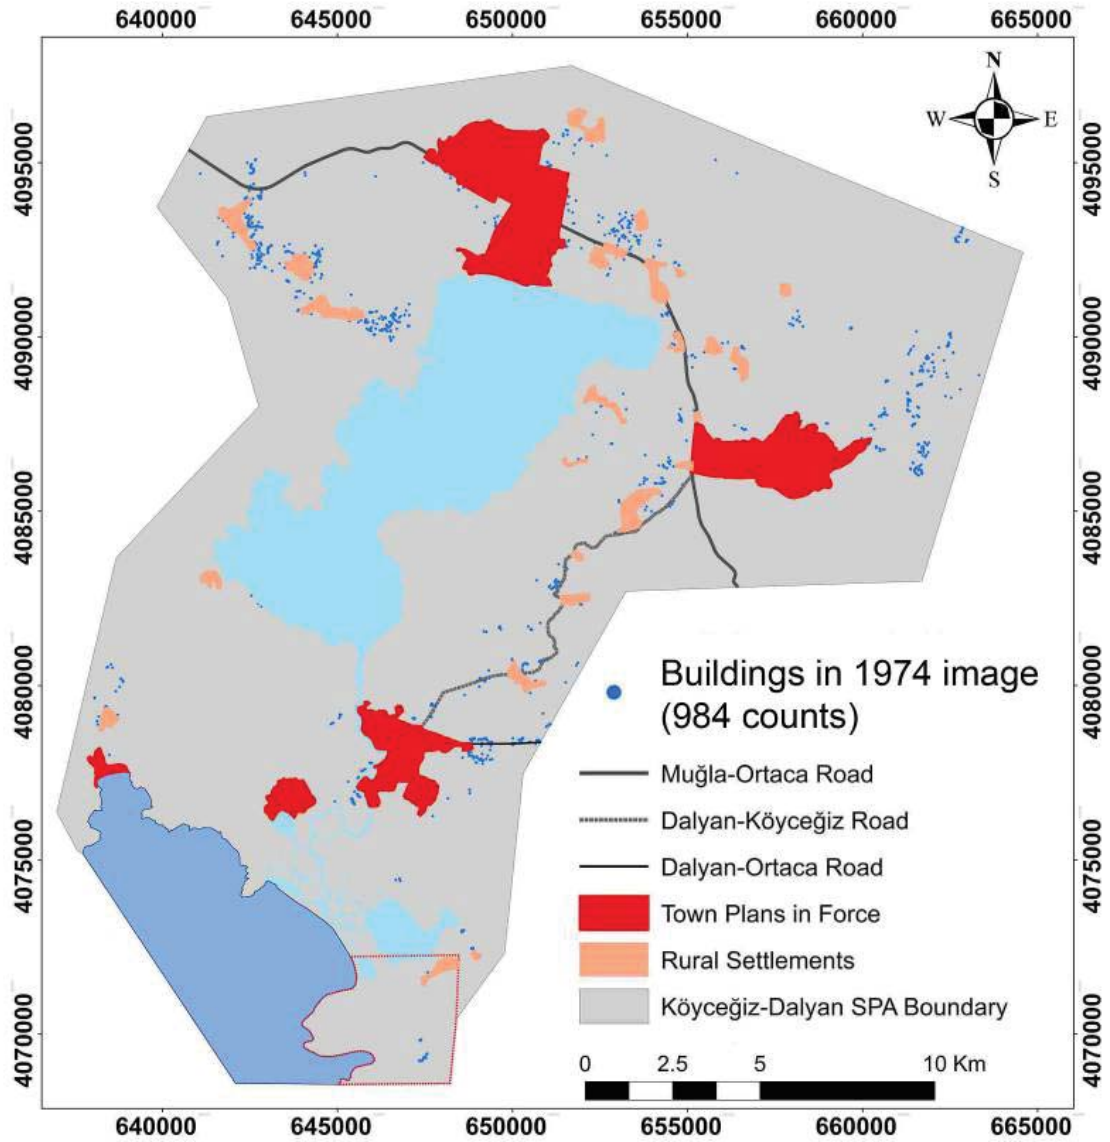 640000 645000 650000 655000 660000 665000
N
W E
S
4095000 4095000
4090000 4090000
4085000 4085000
4080000 4080000
4075000 4075000
4070000 4070000
Buildings in 1974 image
(984 counts)
Muğla-Ortaca Road
Dalyan-Köyceğiz Road
Dalyan-Ortaca Road
Town Plans in Force
Rural Settlements
Köyceğiz-Dalyan SPA Boundary
0 2.5 5 10 Km
640000 645000 650000 655000 660000 665000